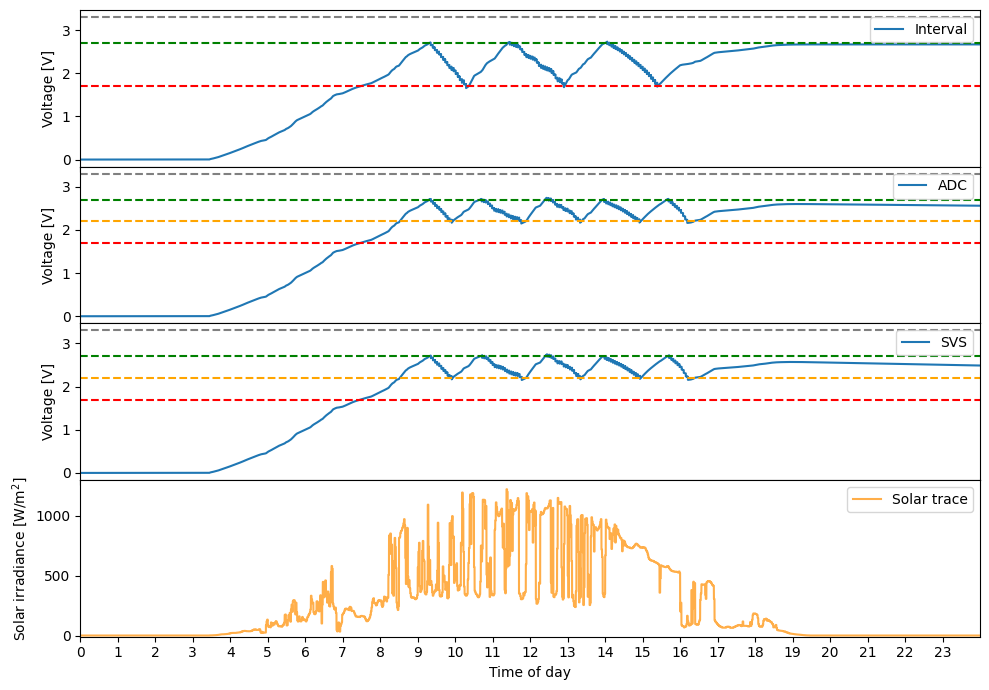 Voltage [V]
3
2
1
0
Interval
Voltage [V]
3
2
1
0
ADC
Voltage [V]
3
2
1
0
SVS
Solar irradiance [W/m²]
1000
500
0
Solar trace
0 1 2 3 4 5 6 7 8 9 10 11 12 13 14 15 16 17 18 19 20 21 22 23
Time of day